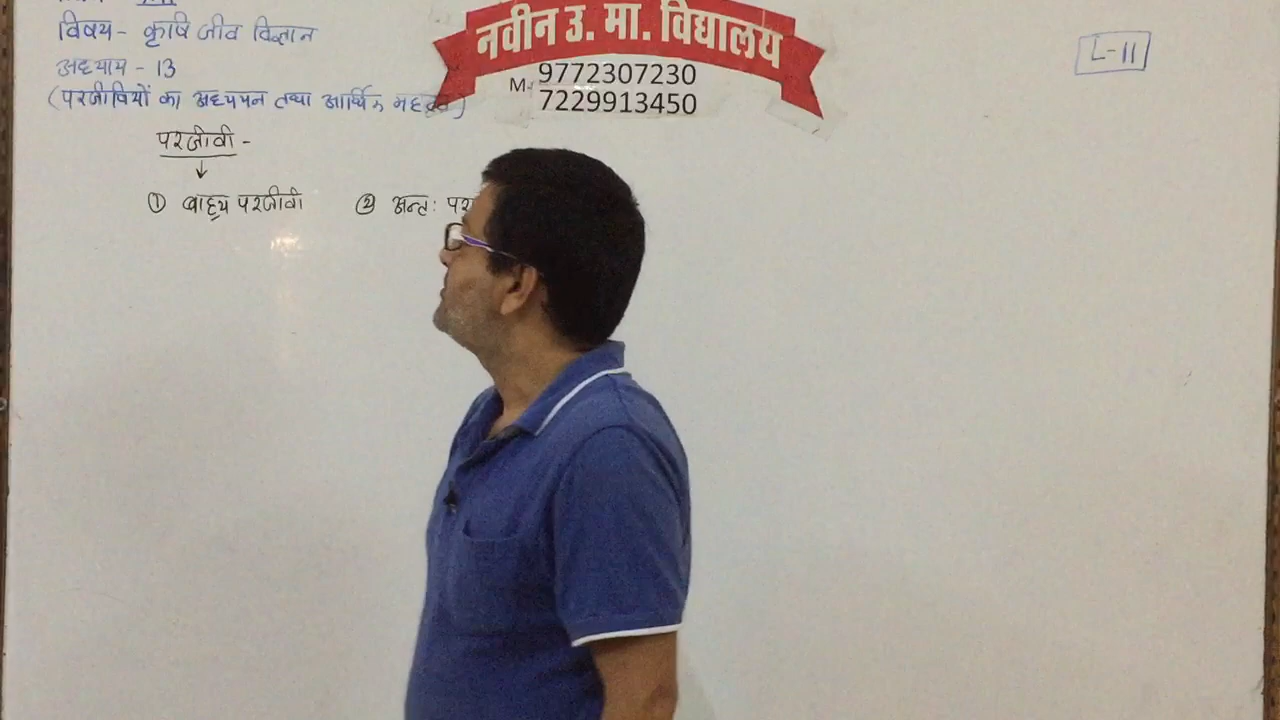 विषय - कृषि जीव विज्ञान
अध्याय - 13
(परजीवियों का अध्ययन तथा आर्थिक महत्व)
परजीवी -
① बाह्य परजीवी ② अन्तः पर
नवीन उ. मा. विद्यालय
M- 9772307230
7229913450
L-11